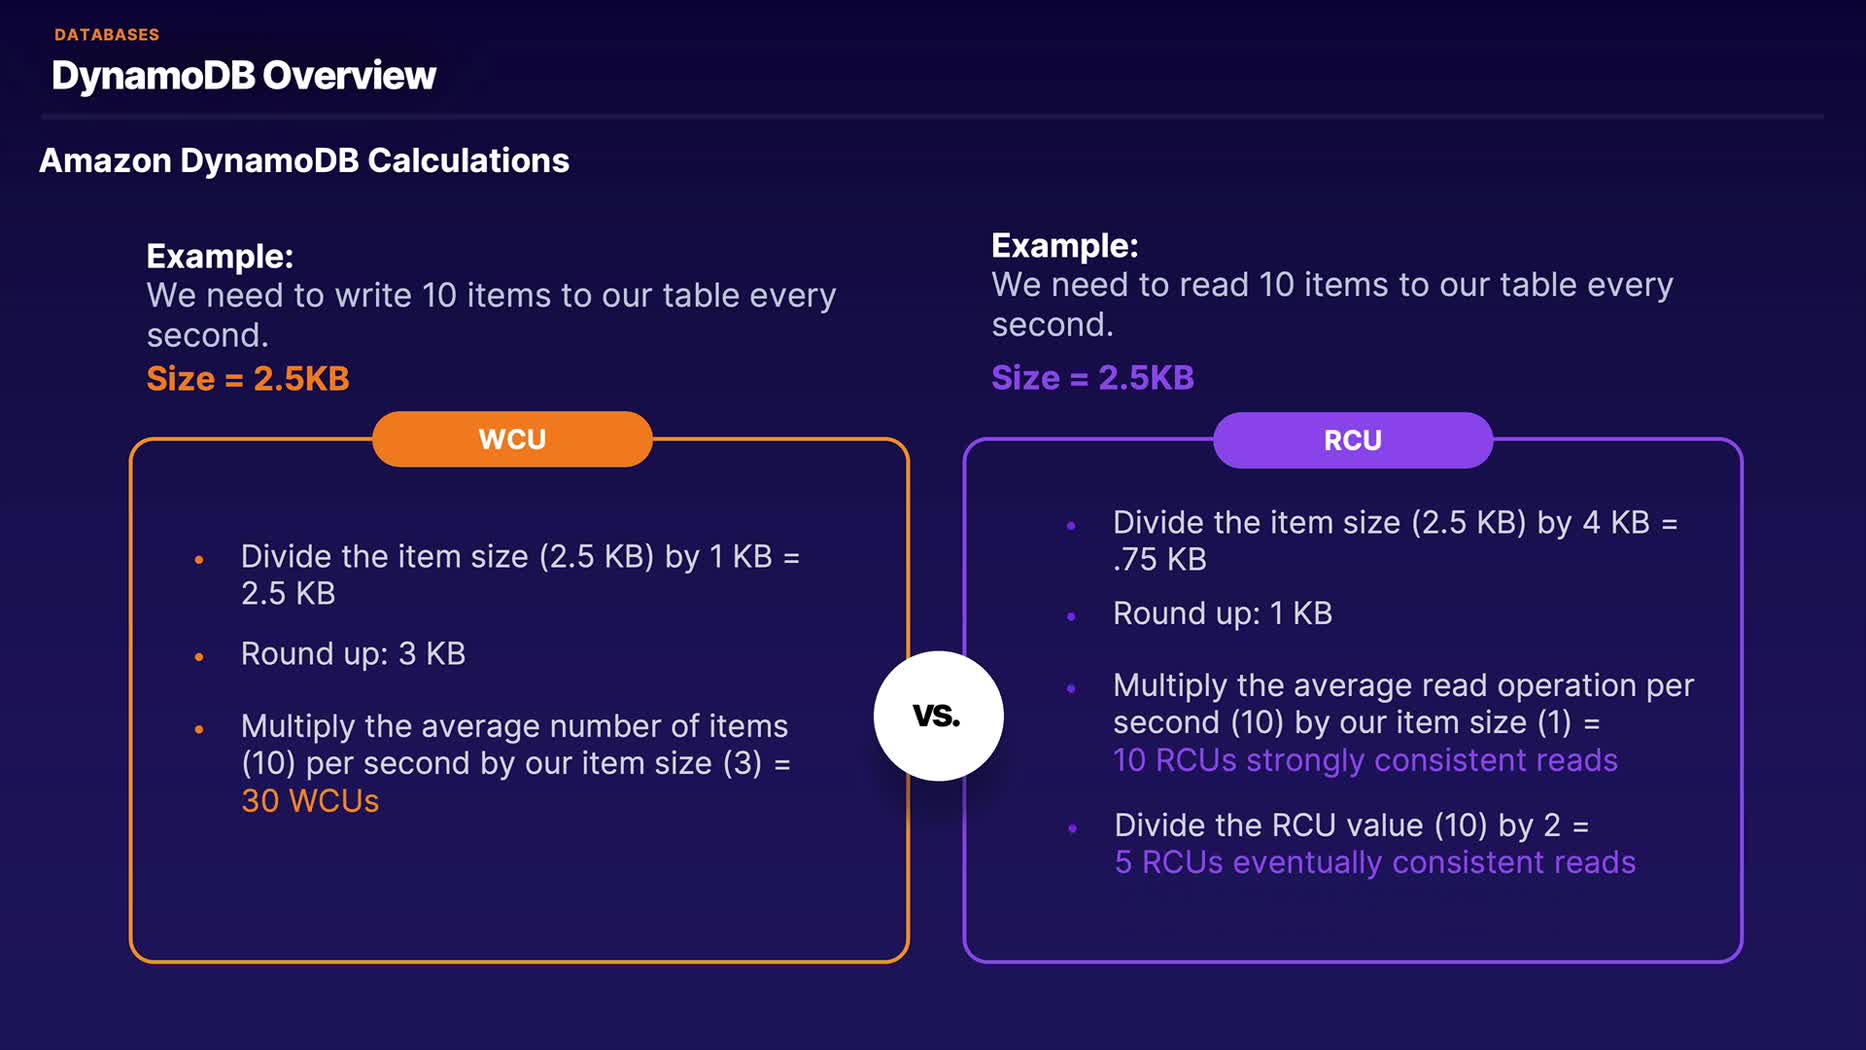 DATABASES
DynamoDB Overview
Amazon DynamoDB Calculations
Example:
We need to write 10 items to our table every
second.
Size = 2.5KB
WCU
• Divide the item size (2.5 KB) by 1 KB =
2.5 KB
• Round up: 3 KB
• Multiply the average number of items
(10) per second by our item size (3) =
30 WCUs
VS.
Example:
We need to read 10 items to our table every
second.
Size = 2.5KB
RCU
• Divide the item size (2.5 KB) by 4 KB =
.75 KB
• Round up: 1 KB
• Multiply the average read operation per
second (10) by our item size (1) =
10 RCUs strongly consistent reads
• Divide the RCU value (10) by 2 =
5 RCUs eventually consistent reads